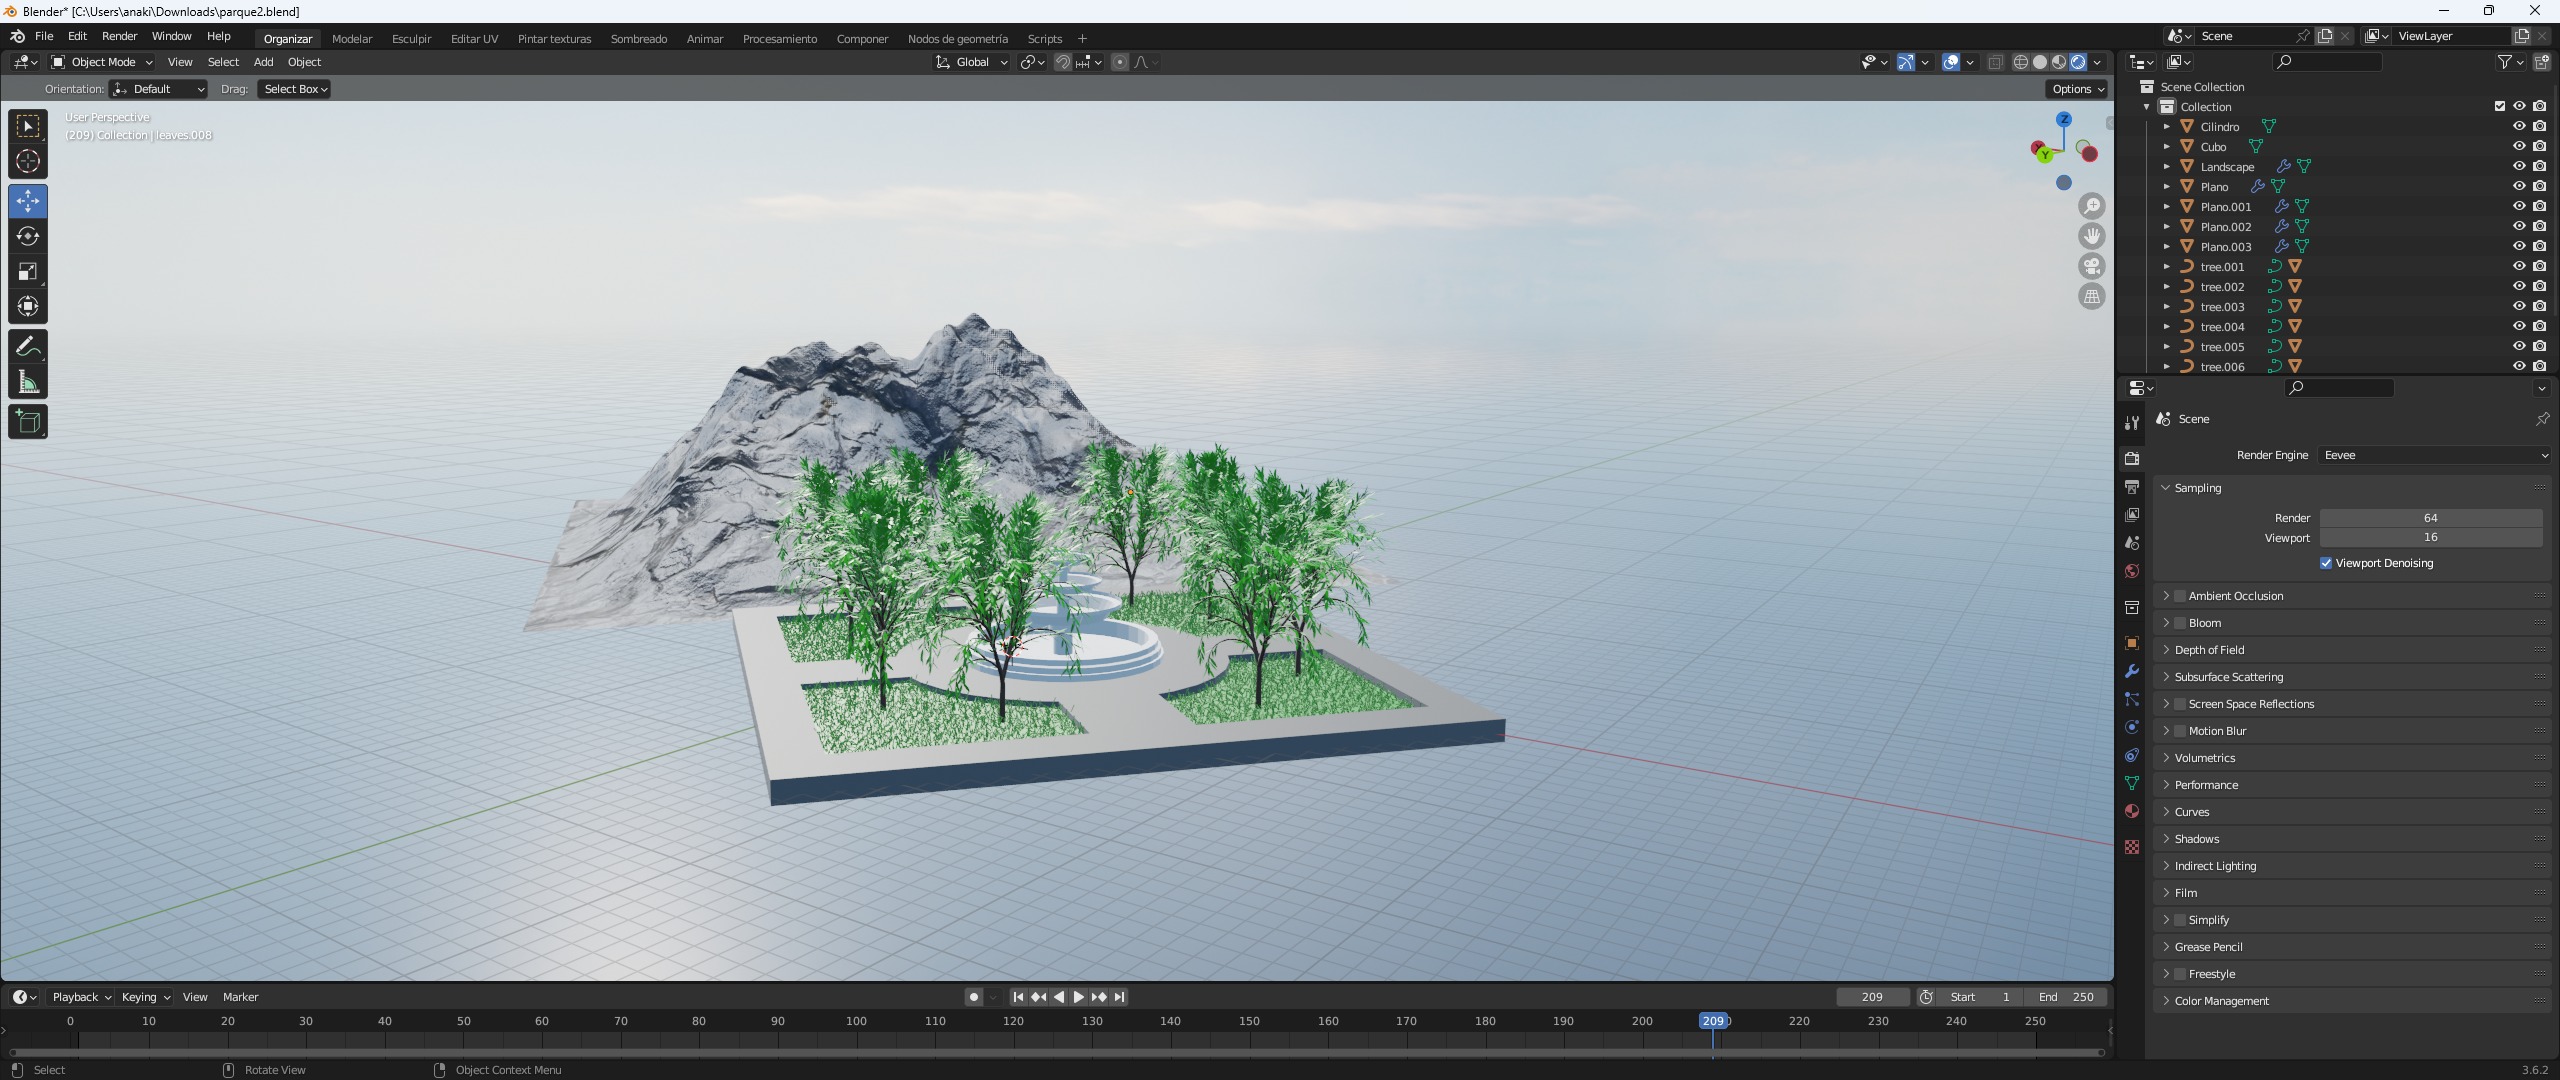 Blender* [C:\Users\anaki\Downloads\parque2.blend]
File Edit Render Window Help Organizar Modelar Esculpir Editar UV Pintar texturas Sombreado Animar Procesamiento Componer Nodos de geometría Scripts + Scene ViewLayer
Object Mode View Select Add Object Global
Orientation: Default Drag: Select Box Options
User Perspective
(209) Collection | leaves.008
Z
X
Y
Scene Collection
Collection
Cilindro
Cubo
Landscape
Plano
Plano.001
Plano.002
Plano.003
tree.001
tree.002
tree.003
tree.004
tree.005
tree.006
Scene
Render Engine Eevee
Sampling
Render 64
Viewport 16
Viewport Denoising
Ambient Occlusion
Bloom
Depth of Field
Subsurface Scattering
Screen Space Reflections
Motion Blur
Volumetrics
Performance
Curves
Shadows
Indirect Lighting
Film
Simplify
Grease Pencil
Freestyle
Color Management
Playback Keying View Marker 209 Start 1 End 250
0 10 20 30 40 50 60 70 80 90 100 110 120 130 140 150 160 170 180 190 200 209 220 230 240 250
Select Rotate View Object Context Menu 3.6.2